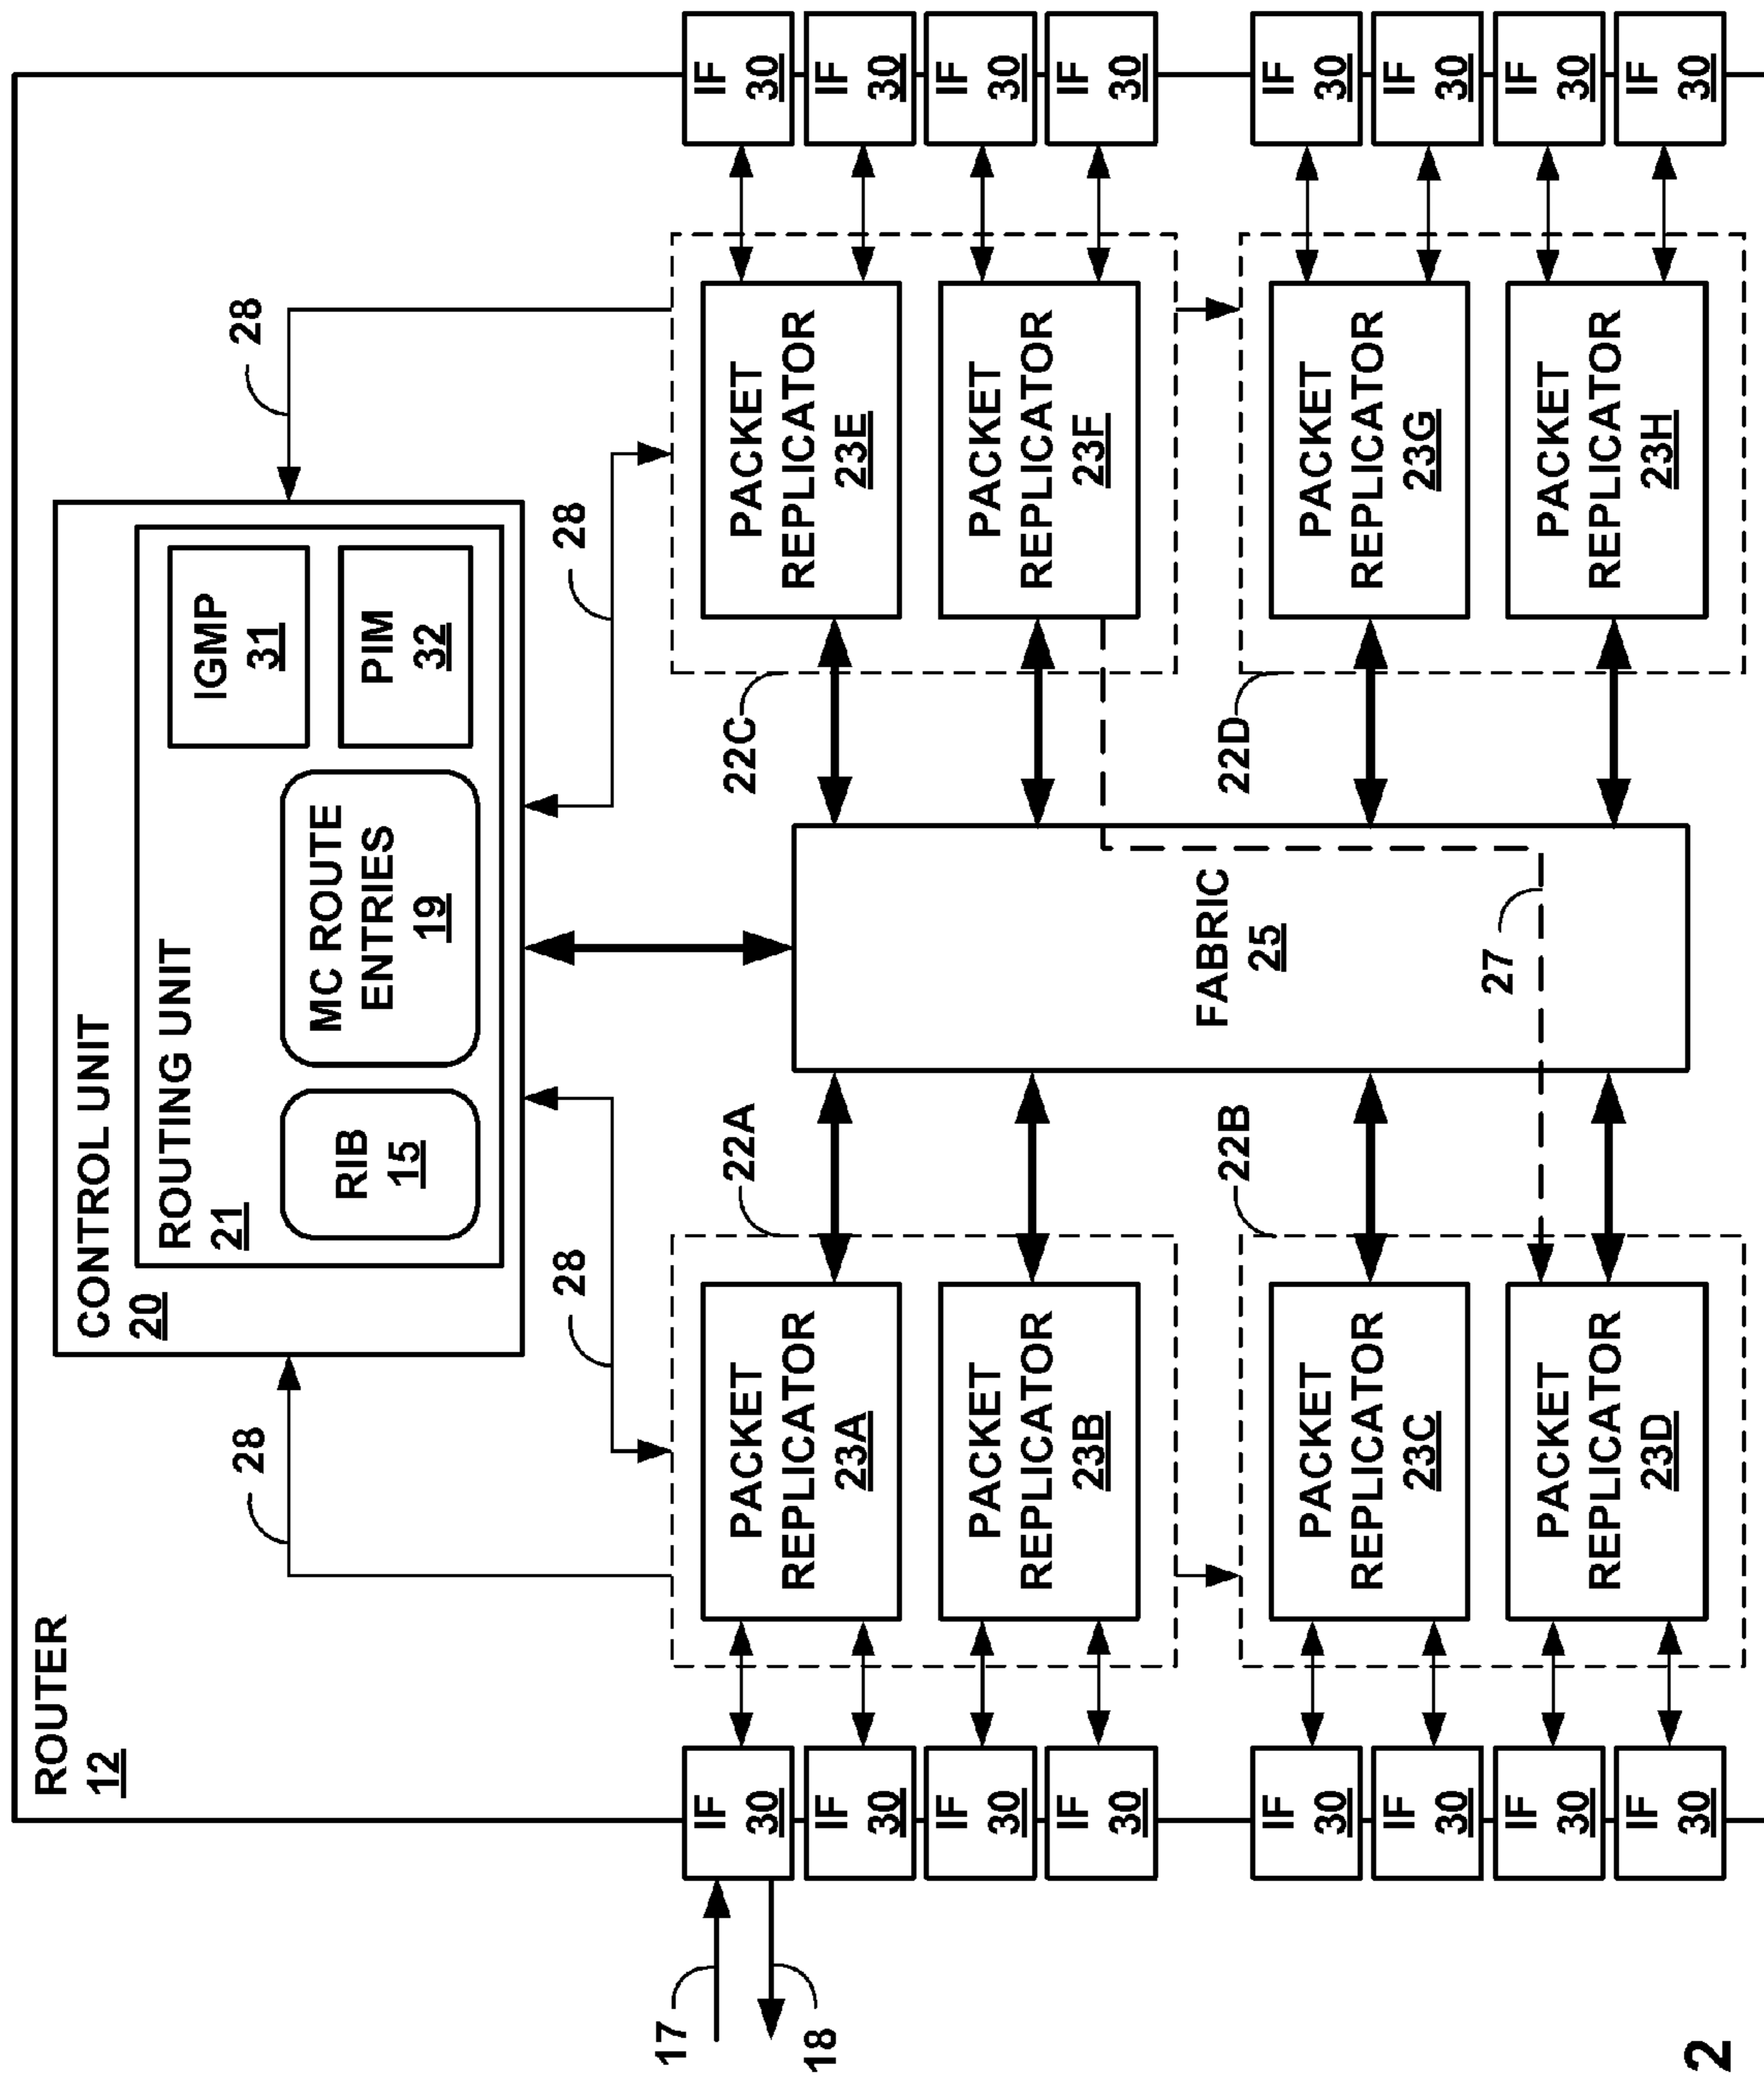 ROUTER
12
CONTROL UNIT
20
ROUTING UNIT
21
RIB
15
MC ROUTE
ENTRIES
19
IGMP
31
PIM
32
28
28
28
28
17
18
IF
30
IF
30
IF
30
IF
30
22A
PACKET
REPLICATOR
23A
PACKET
REPLICATOR
23B
22C
PACKET
REPLICATOR
23E
PACKET
REPLICATOR
23F
IF
30
IF
30
IF
30
IF
30
FABRIC
25
27
IF
30
IF
30
IF
30
IF
30
22B
PACKET
REPLICATOR
23C
PACKET
REPLICATOR
23D
22D
PACKET
REPLICATOR
23G
PACKET
REPLICATOR
23H
IF
30
IF
30
IF
30
IF
30
2